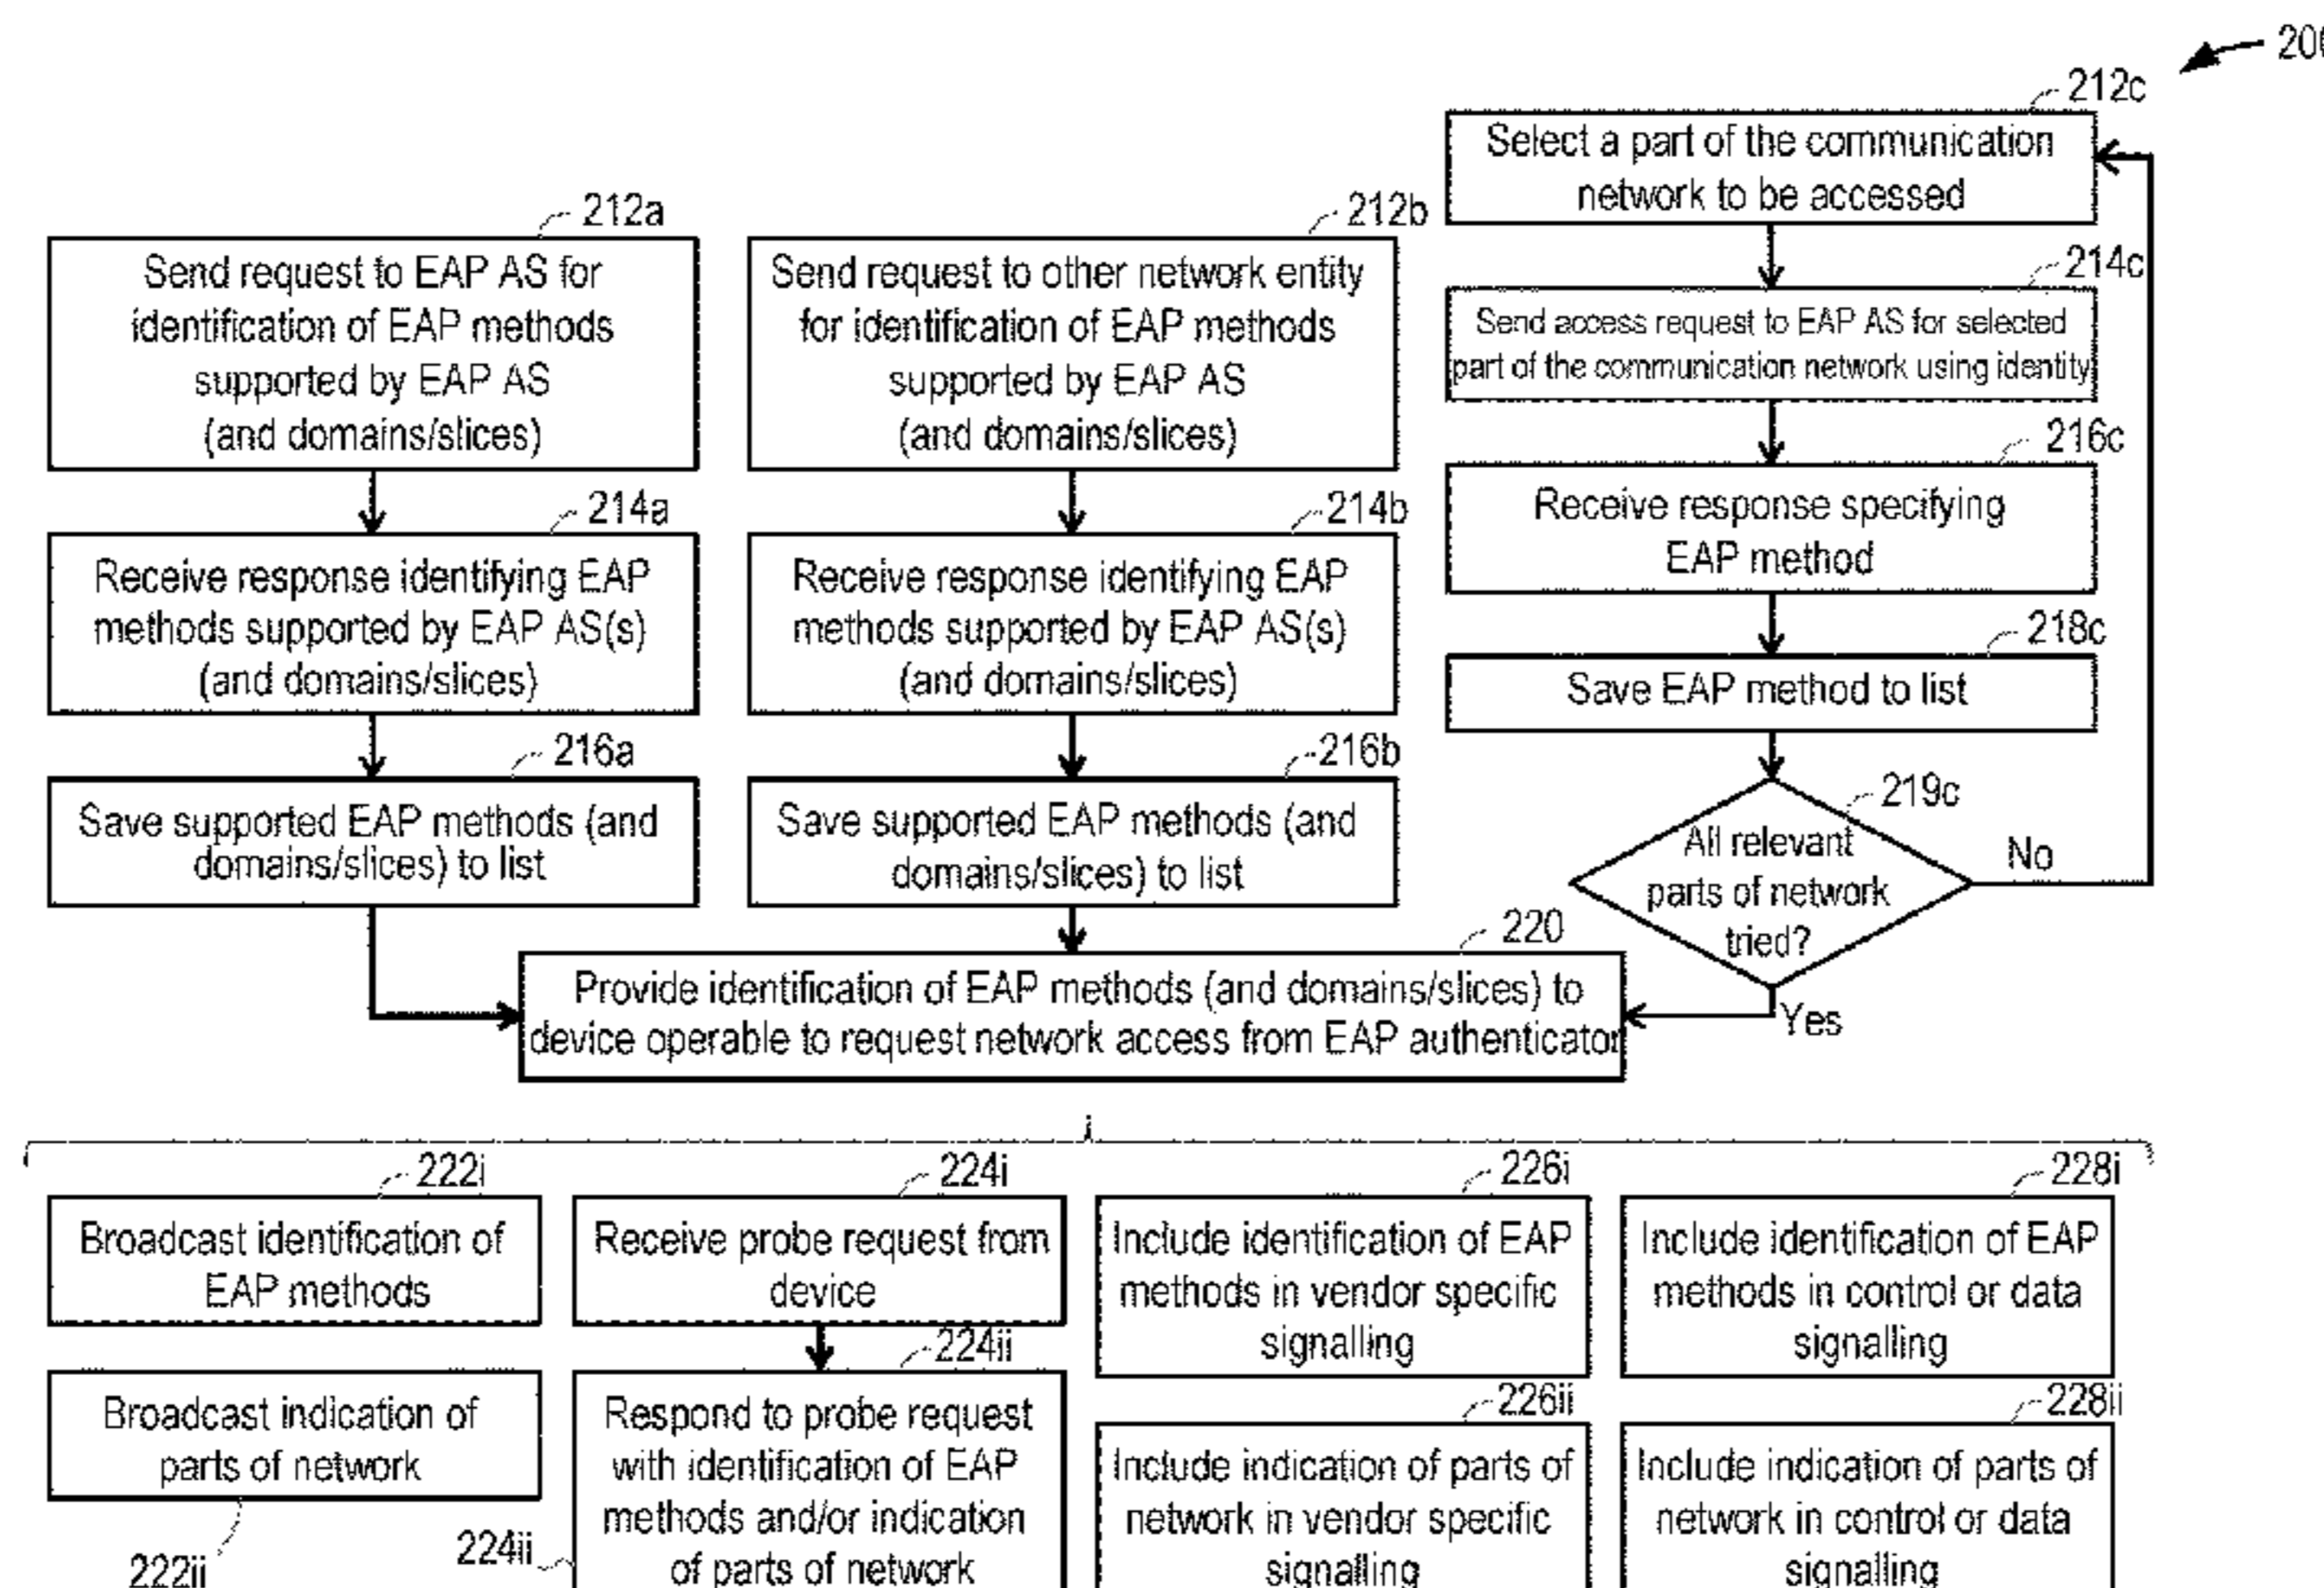 200
212c
Select a part of the communication
network to be accessed
212a
Send request to EAP AS for
identification of EAP methods
supported by EAP AS
(and domains/slices)
212b
Send request to other network entity
for identification of EAP methods
supported by EAP AS
(and domains/slices)
214c
Send access request to EAP AS for selected
part of the communication network using identity
214a
Receive response identifying EAP
methods supported by EAP AS(s)
(and domains/slices)
214b
Receive response identifying EAP
methods supported by EAP AS(s)
(and domains/slices)
216c
Receive response specifying
EAP method
218c
Save EAP method to list
216a
Save supported EAP methods (and
domains/slices) to list
216b
Save supported EAP methods (and
domains/slices) to list
219c
All relevant
parts of network
tried?
No
Yes
220
Provide identification of EAP methods (and domains/slices) to
device operable to request network access from EAP authenticator
222i
Broadcast identification of
EAP methods
224i
Receive probe request from
device
226i
Include identification of EAP
methods in vendor specific
signalling
228i
Include identification of EAP
methods in control or data
signalling
Broadcast indication of
parts of network
222ii
224ii
Respond to probe request
with identification of EAP
methods and/or indication
of parts of network
224ii
226ii
Include indication of parts of
network in vendor specific
signalling
228ii
Include indication of parts of
network in control or data
signalling